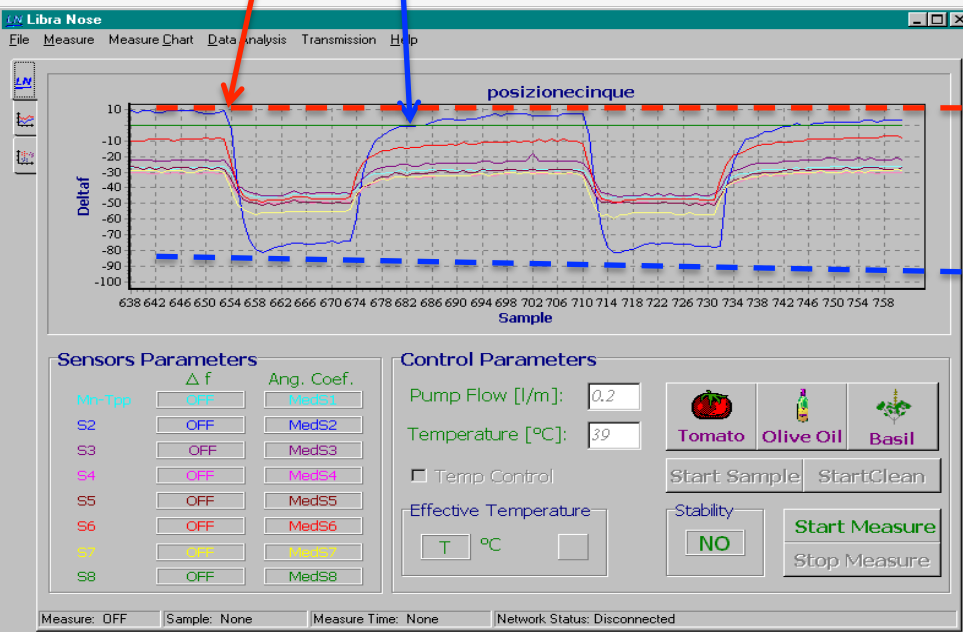 LN Libra Nose
File Measure Measure Chart Data Analysis Transmission Help
LN
posizionecinque
10
-10
-20
-30
-40
-50
-60
-70
-80
-90
-100
Deltaf
638 642 646 650 654 658 662 666 670 674 678 682 686 690 694 698 702 706 710 714 718 722 726 730 734 738 742 746 750 754 758
Sample
Sensors Parameters
Δ f Ang. Coef.
Mn-Tpp OFF MedS1
S2 OFF MedS2
S3 OFF MedS3
S4 OFF MedS4
S5 OFF MedS5
S6 OFF MedS6
S7 OFF MedS7
S8 OFF MedS8
Control Parameters
Pump Flow [l/m]: 0.2
Temperature [ºC]: 39
Temp Control
Effective Temperature
T ºC
Tomato Olive Oil Basil
Start Sample StartClean
Stability
NO
Start Measure
Stop Measure
Measure: OFF Sample: None Measure Time: None Network Status: Disconnected